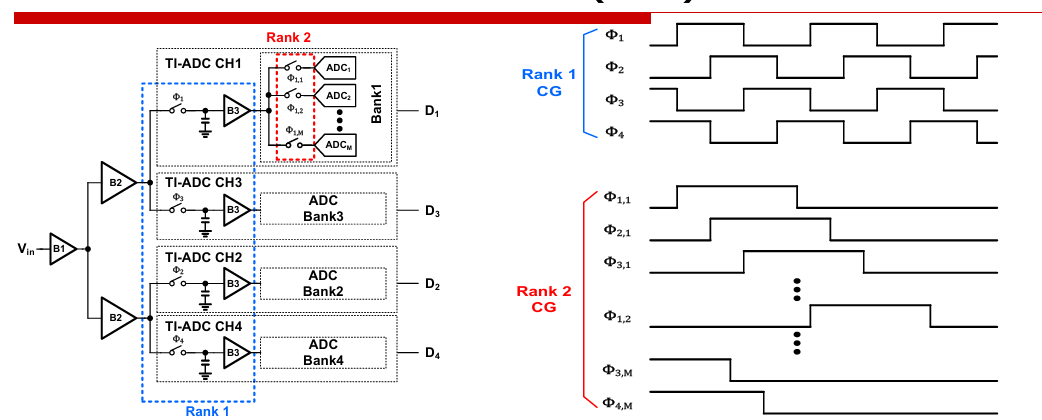 Rank 2
TI-ADC CH1
Φ1
B3
Φ1,1
ADC1
Φ1,2
ADC2
Φ1,M
ADCM
Bank1
D1
B2
TI-ADC CH3
Φ3
B3
ADC
Bank3
D3
Vin
B1
TI-ADC CH2
Φ2
B3
ADC
Bank2
D2
B2
TI-ADC CH4
Φ4
B3
ADC
Bank4
D4
Rank 1
Rank 1
CG
Φ1
Φ2
Φ3
Φ4
Rank 2
CG
Φ1,1
Φ2,1
Φ3,1
Φ1,2
Φ3,M
Φ4,M